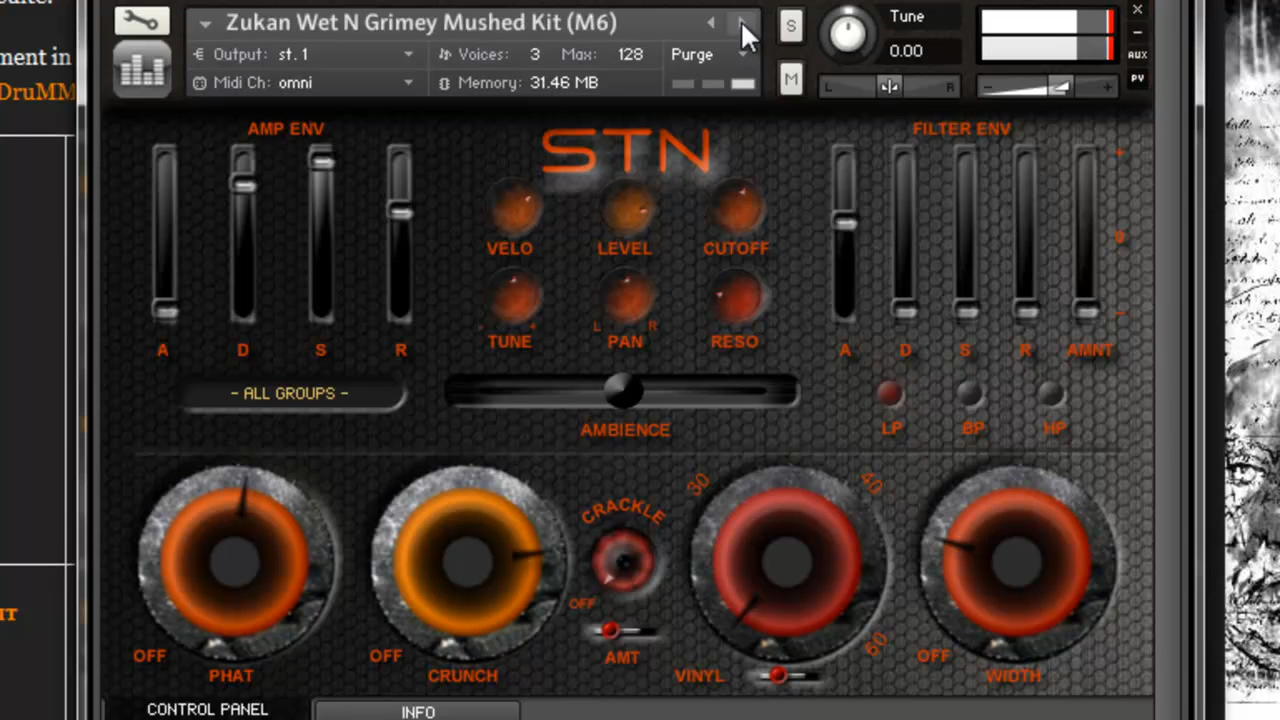 Zukan Wet N Grimey Mushed Kit (M6)
Output: st.1
Voices: 3 Max: 128
Purge
Midi Ch: omni
Memory: 31.46 MB
S
M
Tune
0.00
L R
- +
×
-
AUX
PV
ment in
DruMM
AMP ENV
STN
FILTER ENV
VELO LEVEL CUTOFF
- + L R
TUNE PAN RESO
A D S R
A D S R AMNT
+
0
-
- ALL GROUPS -
AMBIENCE
LP BP HP
CRACKLE
30 40
OFF
60
OFF OFF OFF
AMT
PHAT CRUNCH VINYL WIDTH
CONTROL PANEL INFO